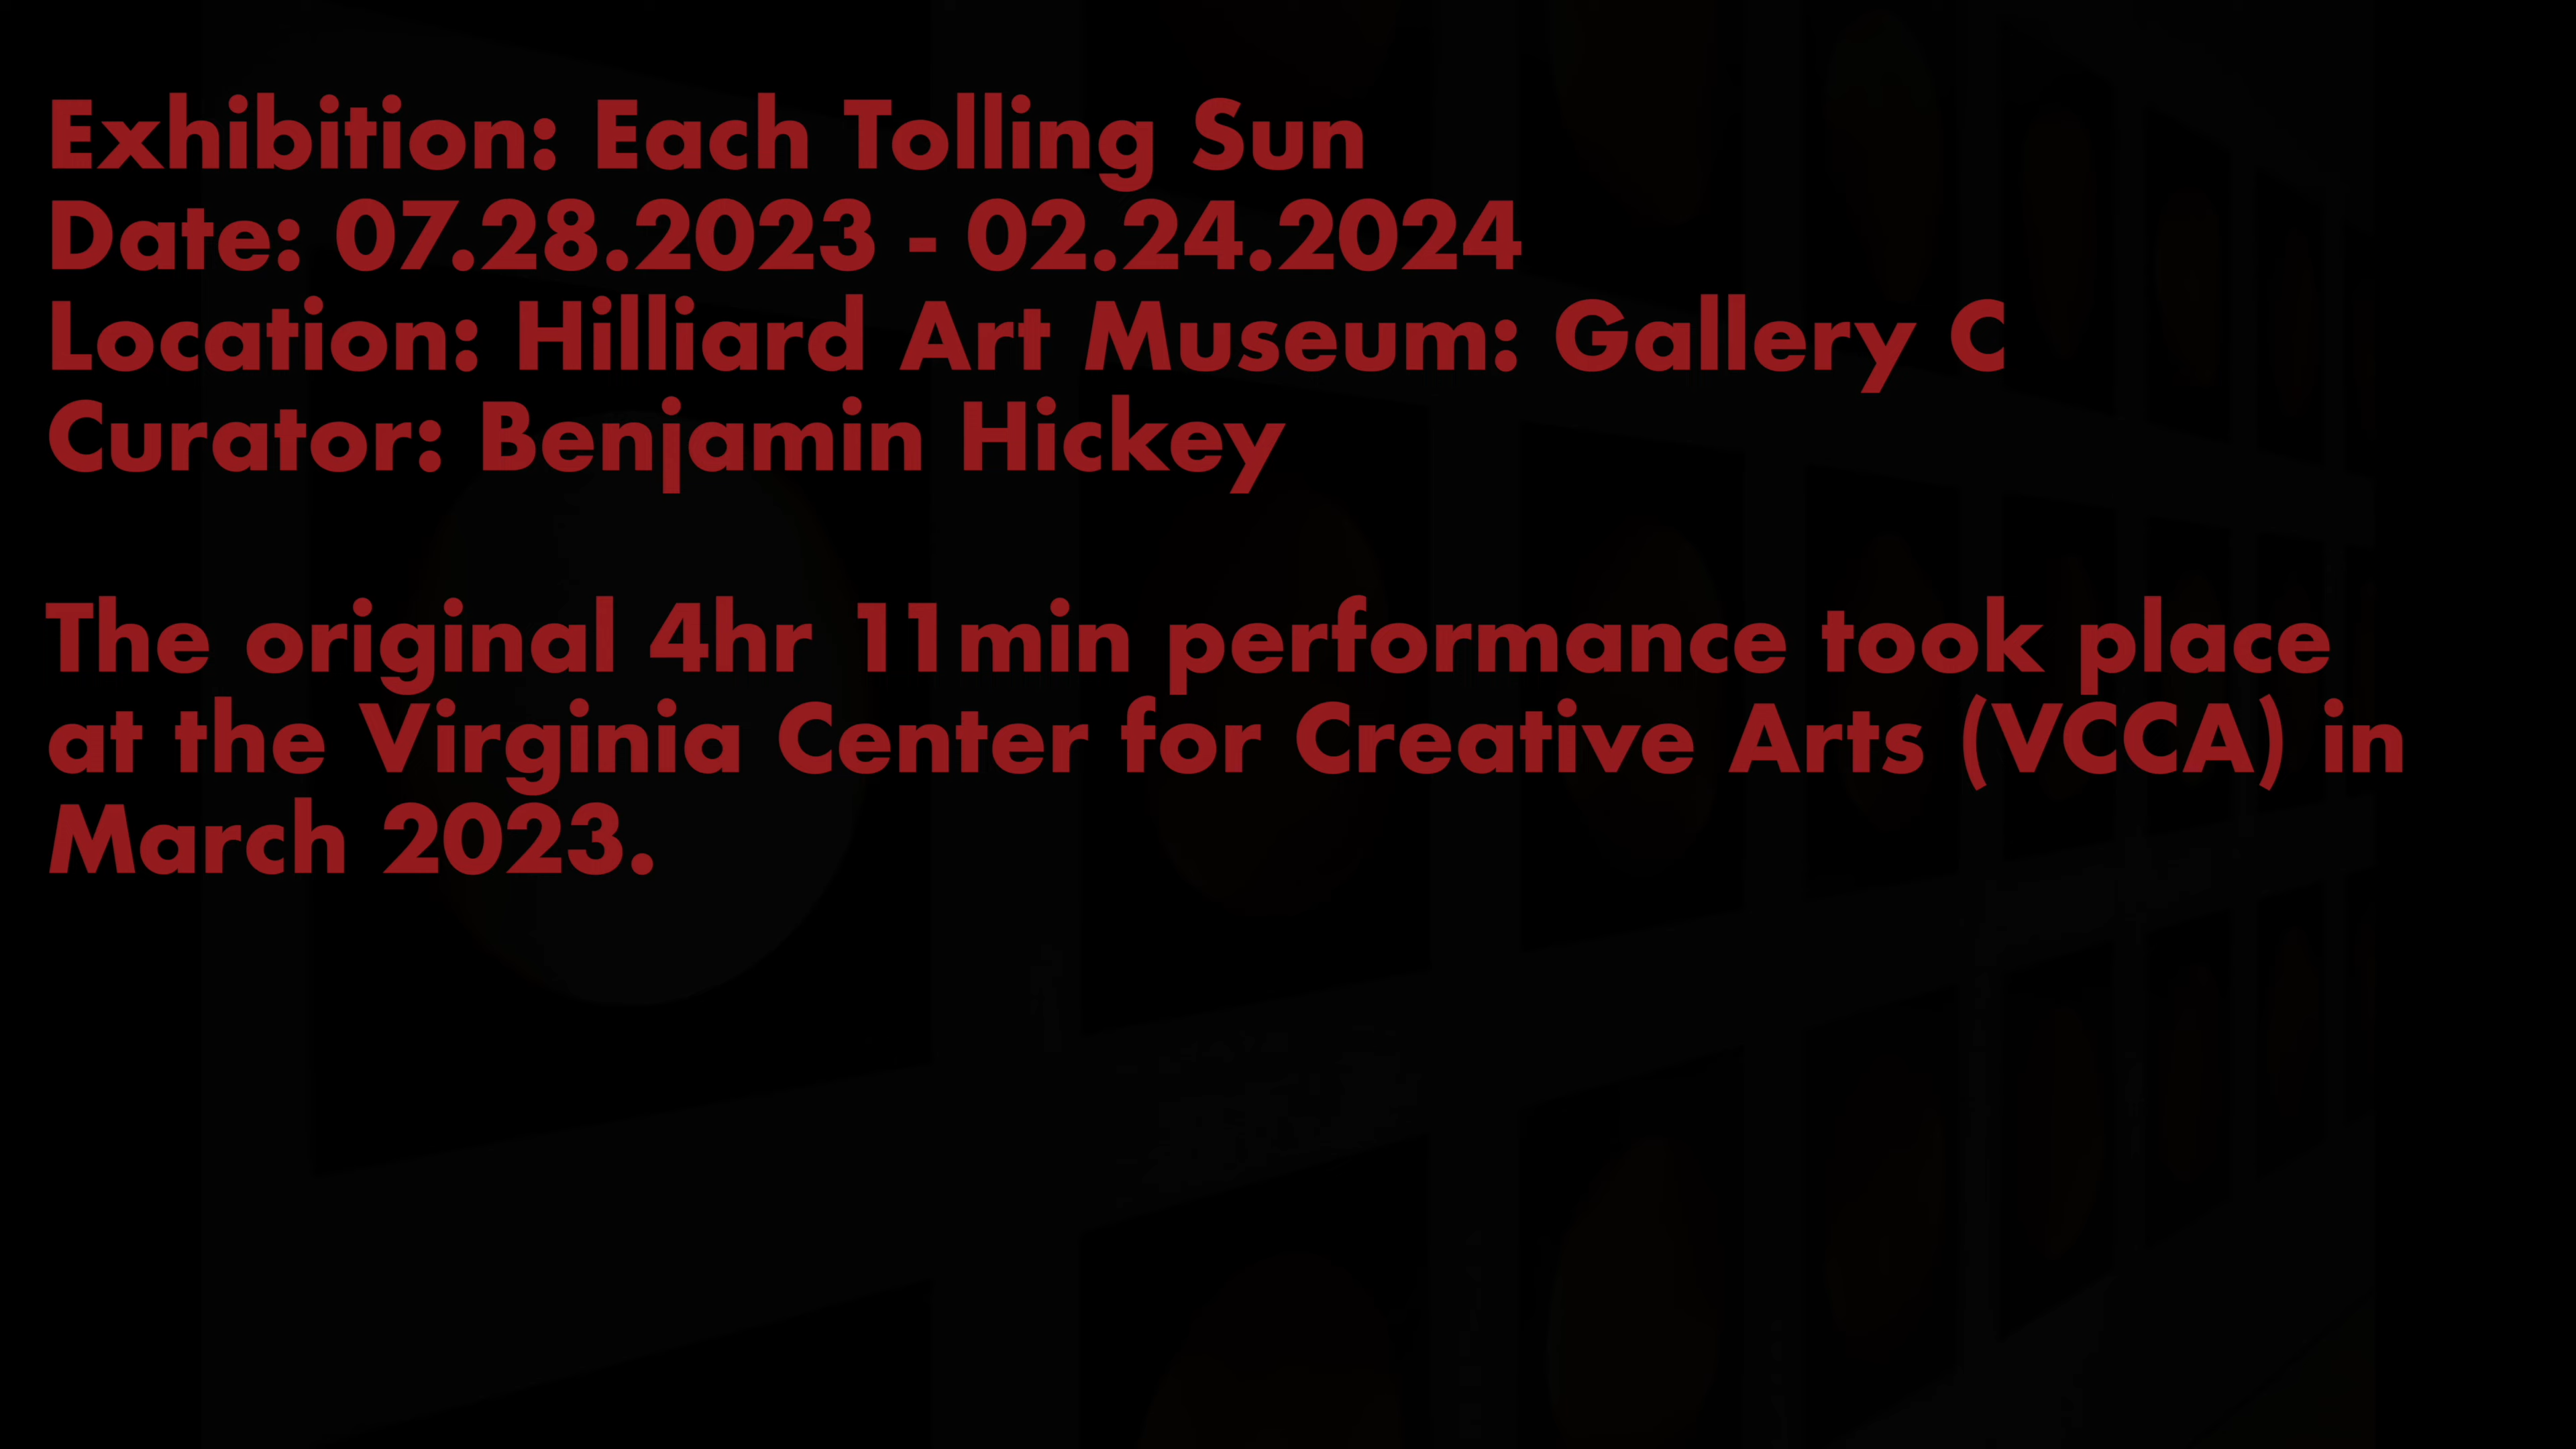 Exhibition: Each Tolling Sun
Date: 07.28.2023 - 02.24.2024
Location: Hilliard Art Museum: Gallery C
Curator: Benjamin Hickey
The original 4hr 11min performance took place
at the Virginia Center for Creative Arts (VCCA) in
March 2023.